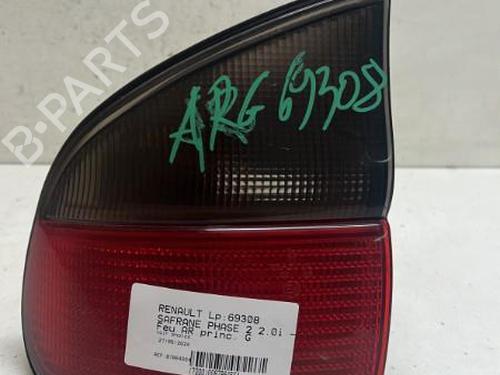 B-PARTS
ARG 69308
RENAULT Lp:69308
SAFRANE PHASE 2 2.0i
Feu AR princ. G
27/05/2024